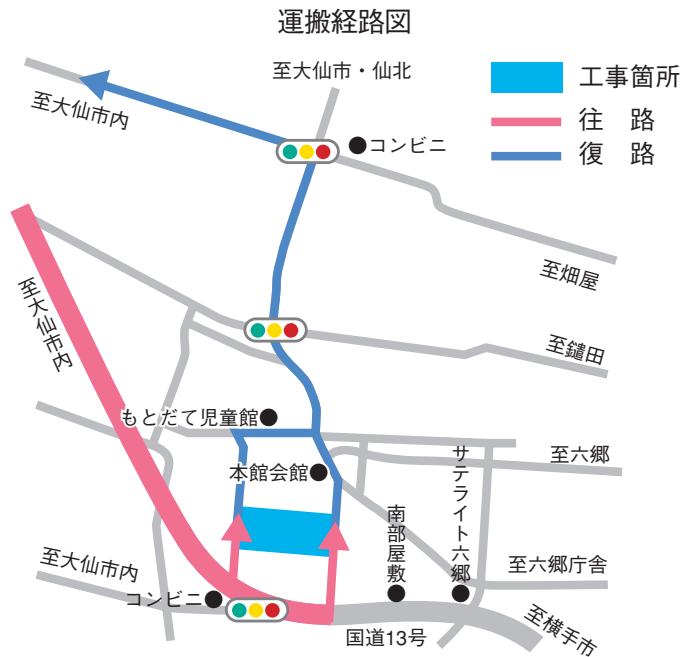 運搬経路図
至大仙市・仙北
工事箇所
往　路
復　路
至大仙市内
コンビニ
至畑屋
至大仙市内
至鑓田
もとだて児童館
本館会館
サテライト六郷
至六郷
南部屋敷
至大仙市内
至六郷庁舎
コンビニ
国道13号
至横手市